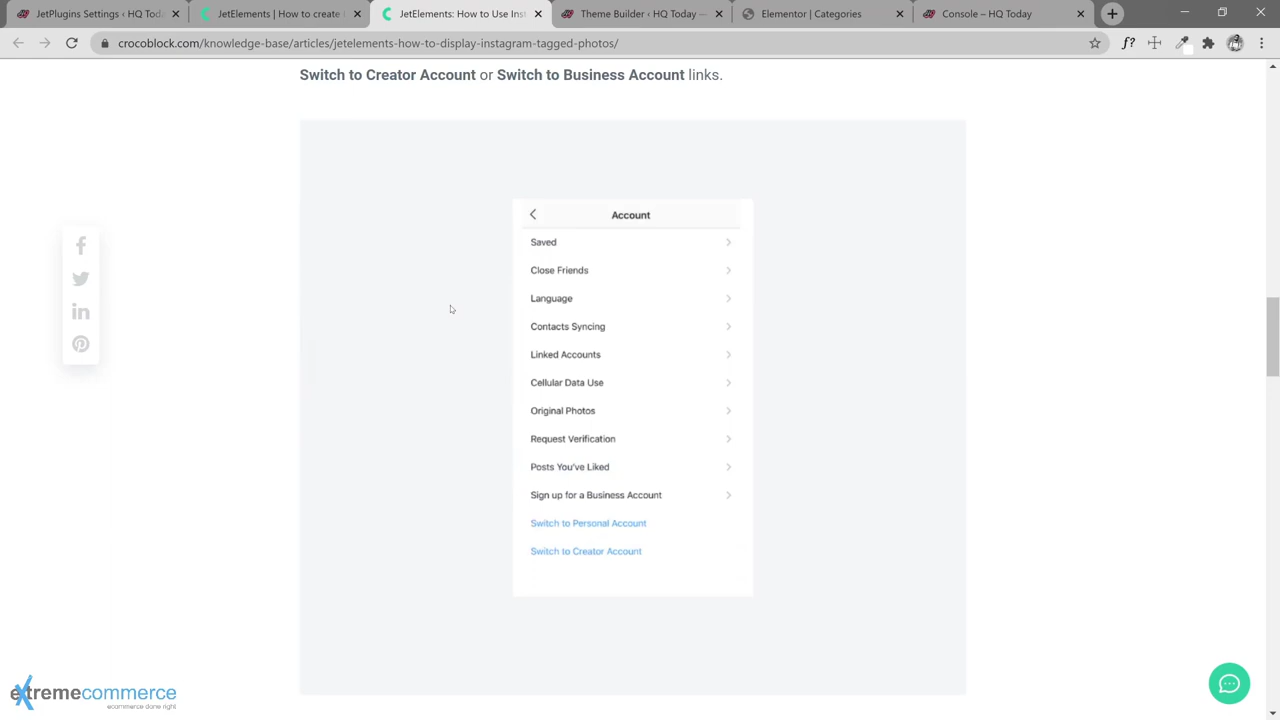 JetPlugins Settings ‹ HQ Toda
JetElements | How to create
JetElements: How to Use Inst
Theme Builder ‹ HQ Today —
Elementor | Categories
Console – HQ Today
crocoblock.com/knowledge-base/articles/jetelements-how-to-display-instagram-tagged-photos/
f?
Switch to Creator Account or Switch to Business Account links.
Account
Saved
Close Friends
Language
Contacts Syncing
Linked Accounts
Cellular Data Use
Original Photos
Request Verification
Posts You've Liked
Sign up for a Business Account
Switch to Personal Account
Switch to Creator Account
extremecommerce
ecommerce done right